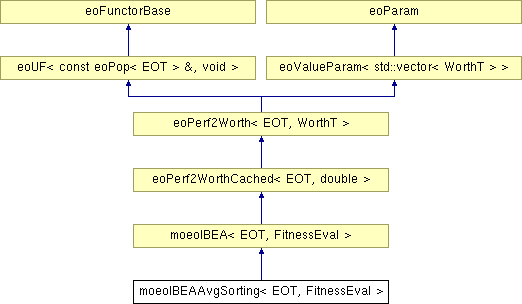 eoFunctorBase
eoParam
eoUF< const eoPop< EOT > &, void >
eoValueParam< std::vector< WorthT > >
eoPerf2Worth< EOT, WorthT >
eoPerf2WorthCached< EOT, double >
moeoIBEA< EOT, FitnessEval >
moeoIBEAAvgSorting< EOT, FitnessEval >